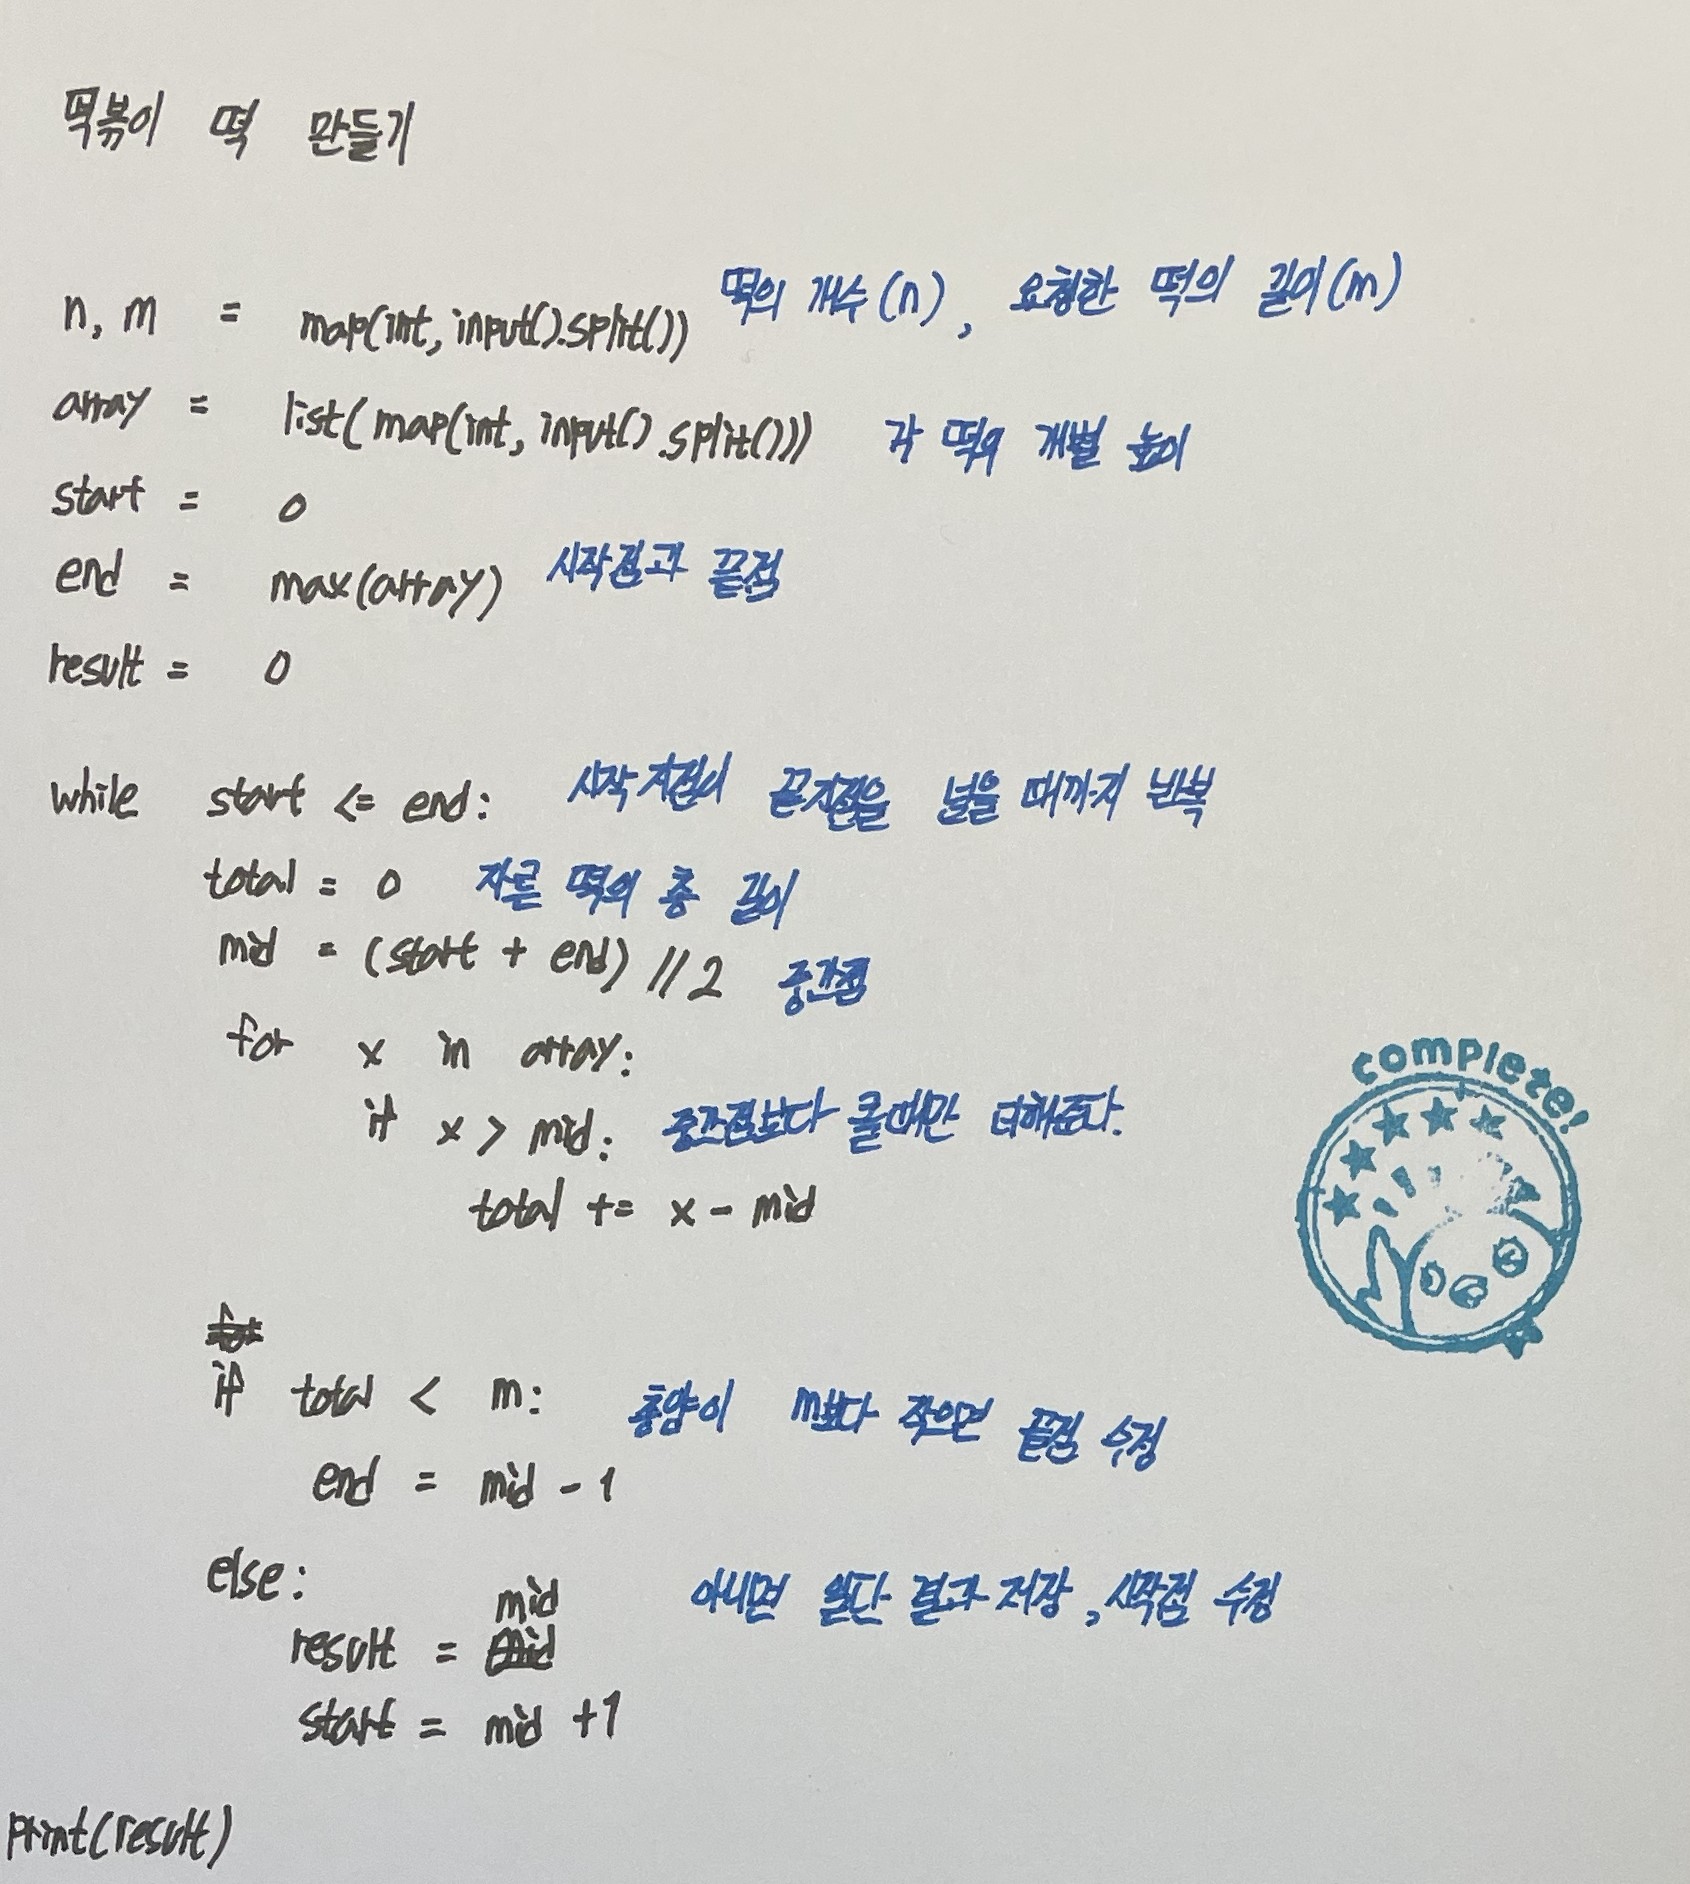 떡볶이 떡 만들기
n, m = map(int, input().split()) 떡의 개수(n), 요청한 떡의 길이(m)
array = list(map(int, input().split())) 각 떡의 개별 높이
start = 0
end = max(array) 시작점과 끝점
result = 0
while start <= end: 시작 지점이 끝지점을 넘을 때까지 반복
total = 0 자른 떡의 총 길이
mid = (start + end) //2 중간점
for x in array:
if x > mid: 중간점보다 클때만 더해준다.
total += x - mid
complete!
if total < m: 총양이 m보다 작으면 끝점 수정
end = mid - 1
else: 아니면 일단 결과 저장, 시작점 수정
result = mid
start = mid +1
print(result)